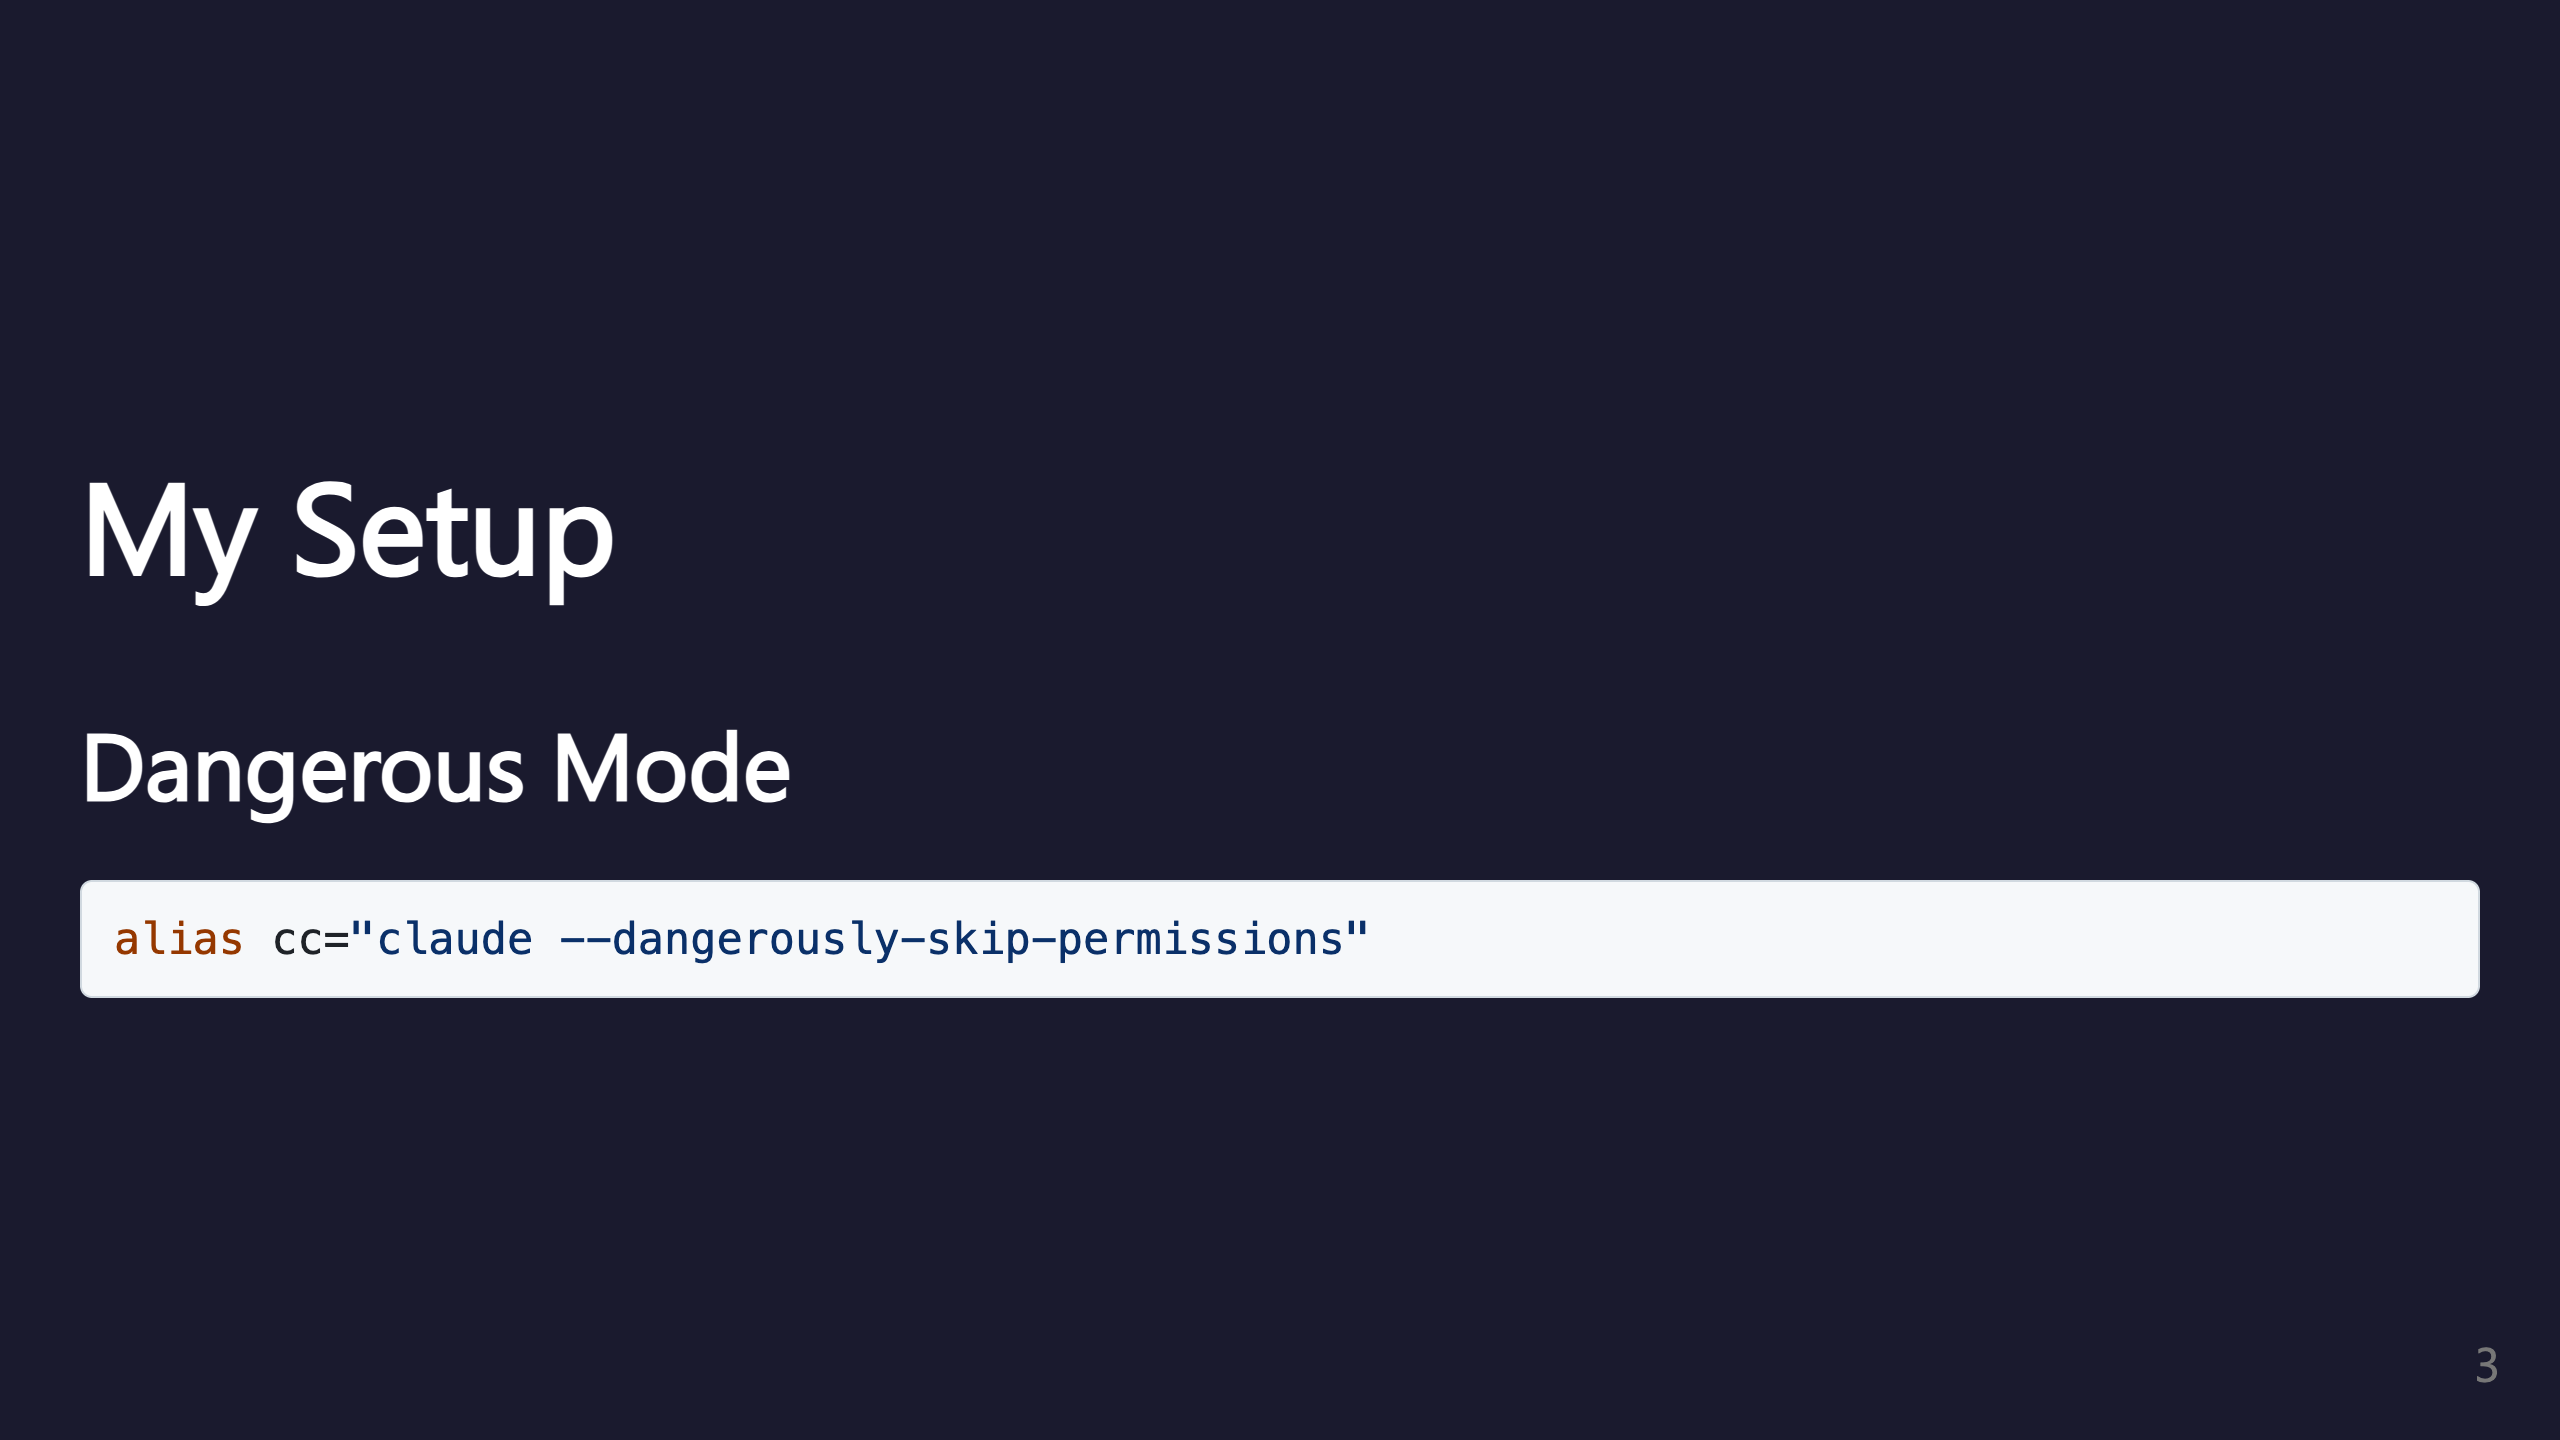 My Setup
Dangerous Mode
alias cc="claude --dangerously-skip-permissions"
3